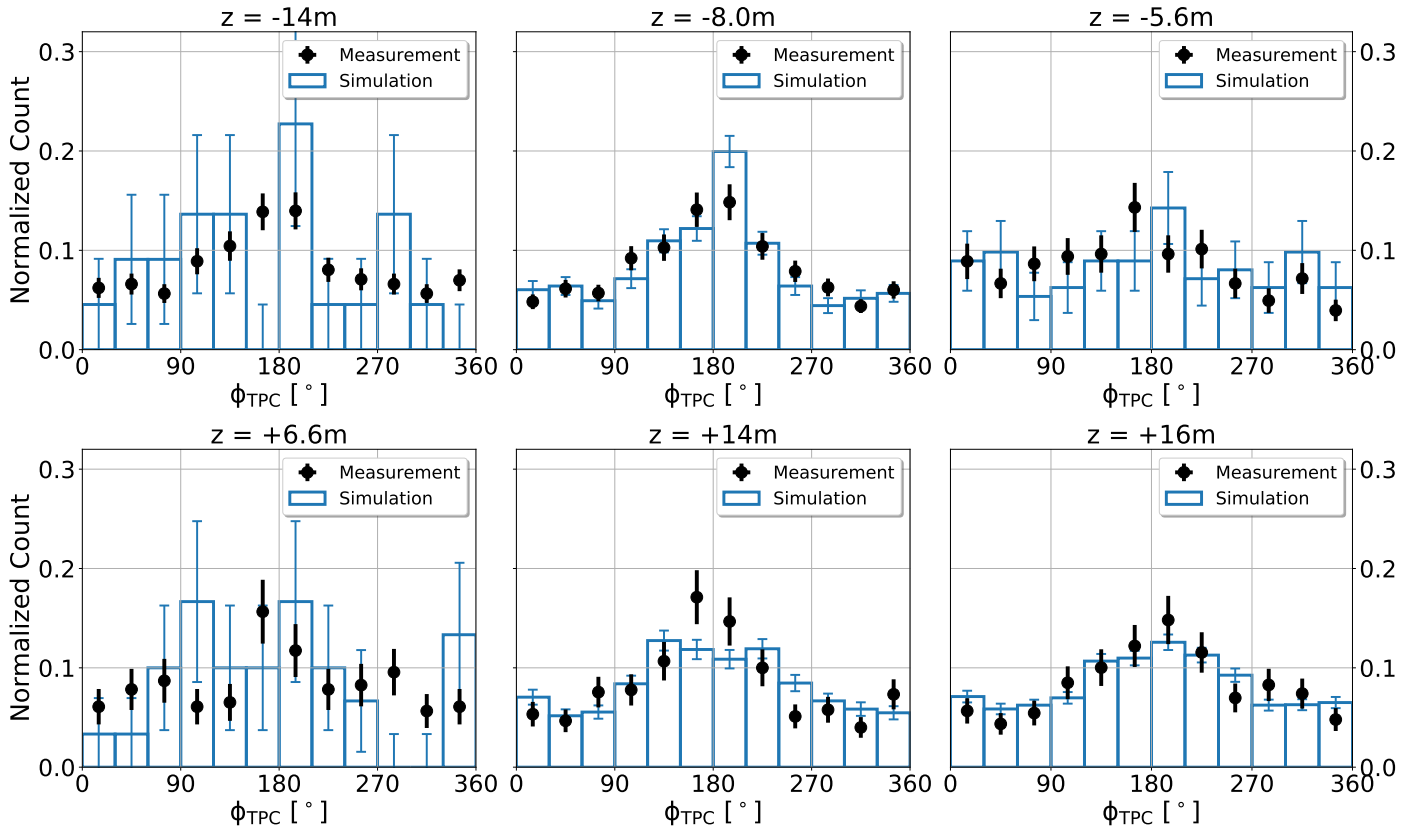 z = -14m
z = -8.0m
z = -5.6m
Normalized Count
0.3
0.2
0.1
0.0
Measurement
Simulation
Measurement
Simulation
Measurement
Simulation
0.3
0.2
0.1
0.0
0 90 180 270 360
0 90 180 270 360
0 90 180 270 360
ϕTPC [°]
ϕTPC [°]
ϕTPC [°]
z = +6.6m
z = +14m
z = +16m
Normalized Count
0.3
0.2
0.1
0.0
Measurement
Simulation
Measurement
Simulation
Measurement
Simulation
0.3
0.2
0.1
0.0
0 90 180 270 360
0 90 180 270 360
0 90 180 270 360
ϕTPC [°]
ϕTPC [°]
ϕTPC [°]